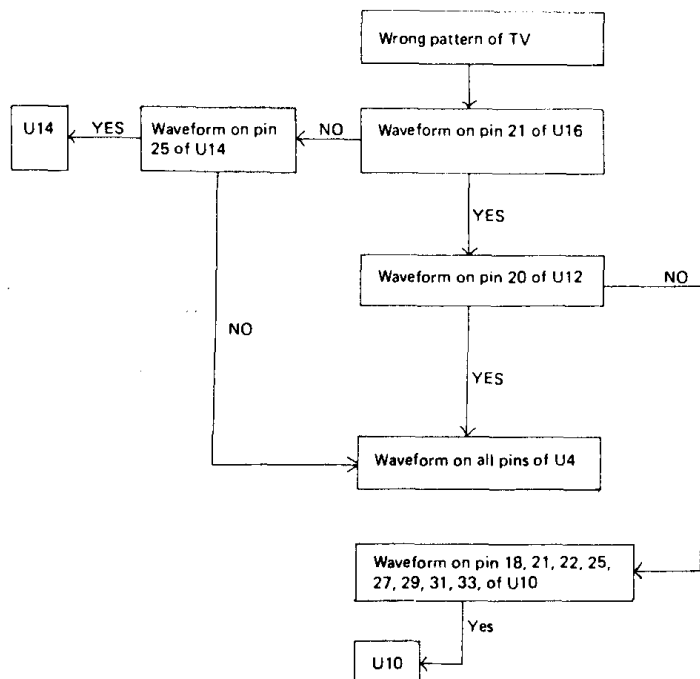 Wrong pattern of TV
U14
YES
Waveform on pin
25 of U14
NO
Waveform on pin 21 of U16
YES
Waveform on pin 20 of U12
NO
NO
YES
Waveform on all pins of U4
Waveform on pin 18, 21, 22, 25,
27, 29, 31, 33, of U10
Yes
U10